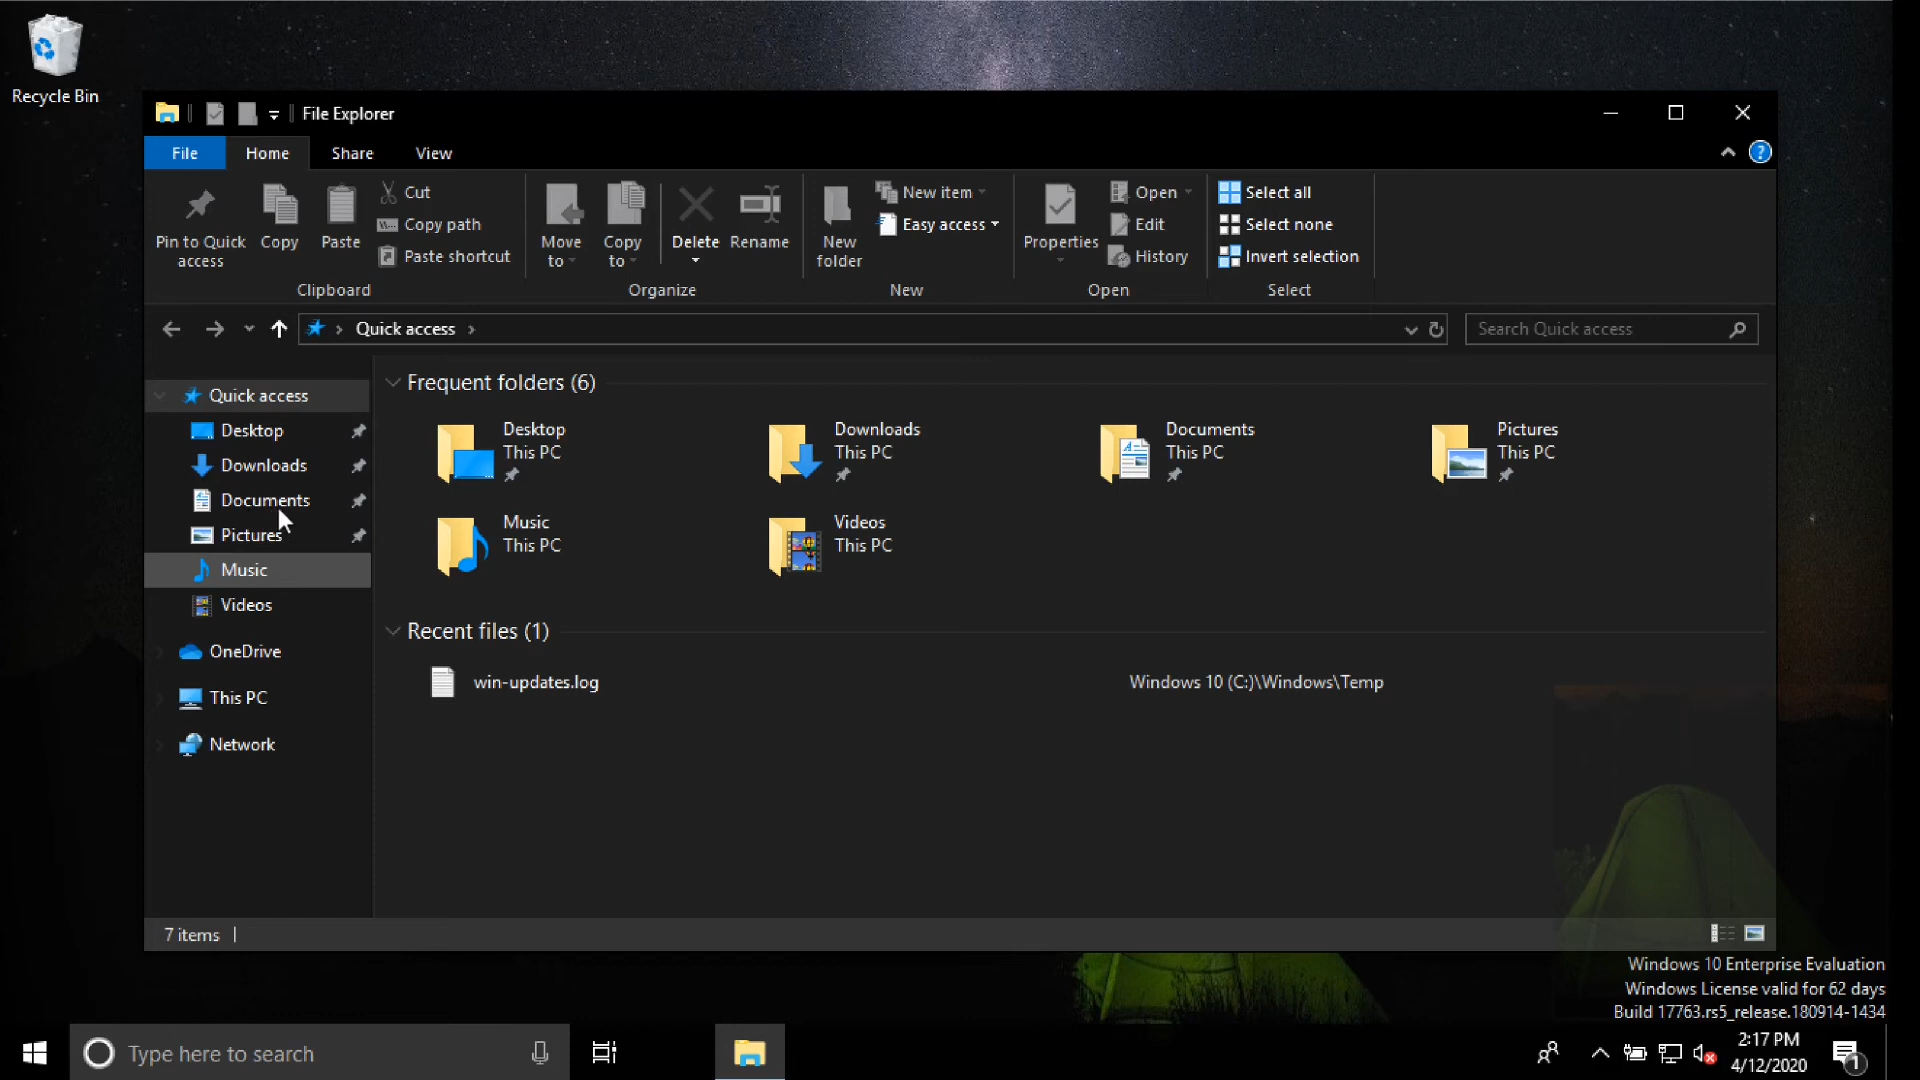 Recycle Bin
File Explorer
File Home Share View
Pin to Quick access
Copy
Paste
Cut
Copy path
Paste shortcut
Clipboard
Move to
Copy to
Delete
Rename
Organize
New folder
New item
Easy access
New
Properties
Open
Edit
History
Open
Select all
Select none
Invert selection
Select
Quick access
Search Quick access
Quick access
Desktop
Downloads
Documents
Pictures
Music
Videos
OneDrive
This PC
Network
Frequent folders (6)
Desktop
This PC
Downloads
This PC
Documents
This PC
Pictures
This PC
Music
This PC
Videos
This PC
Recent files (1)
win-updates.log Windows 10 (C:)\Windows\Temp
7 items
Windows 10 Enterprise Evaluation
Windows License valid for 62 days
Build 17763.rs5_release.180914-1434
Type here to search
2:17 PM
4/12/2020
1